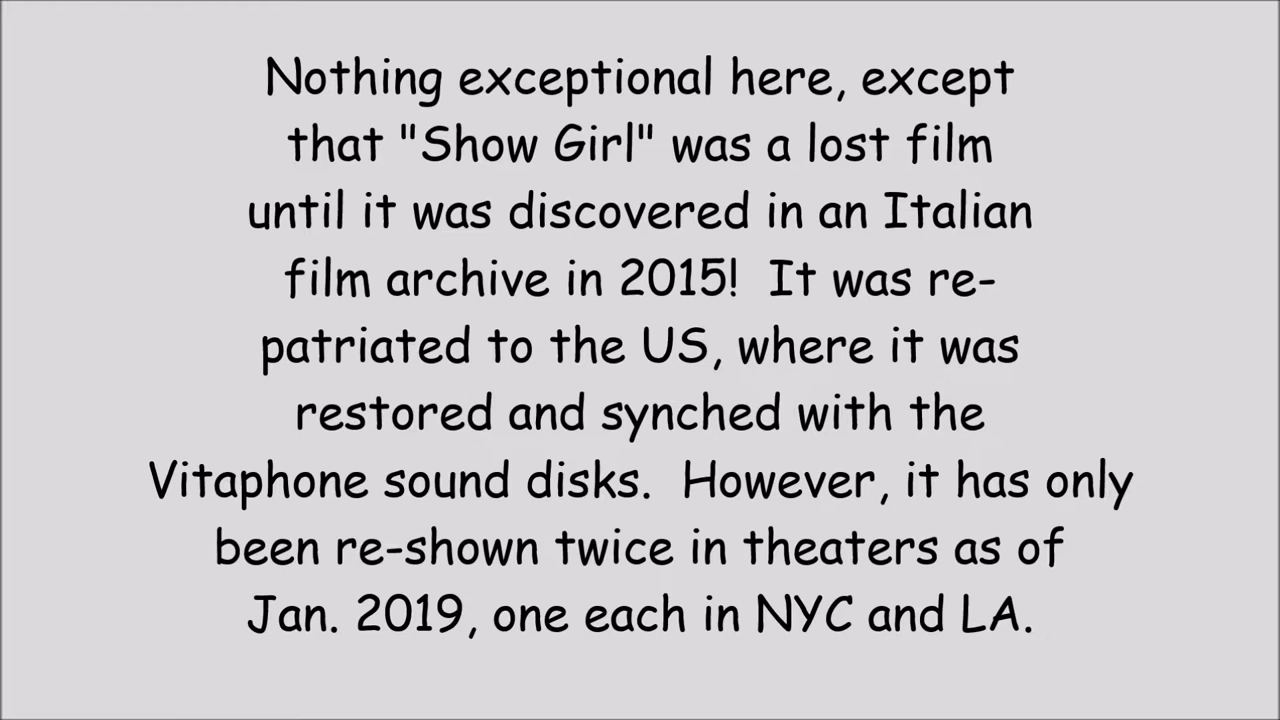 Nothing exceptional here, except
that "Show Girl" was a lost film
until it was discovered in an Italian
film archive in 2015!  It was re-
patriated to the US, where it was
restored and synched with the
Vitaphone sound disks.  However, it has only
been re-shown twice in theaters as of
Jan. 2019, one each in NYC and LA.